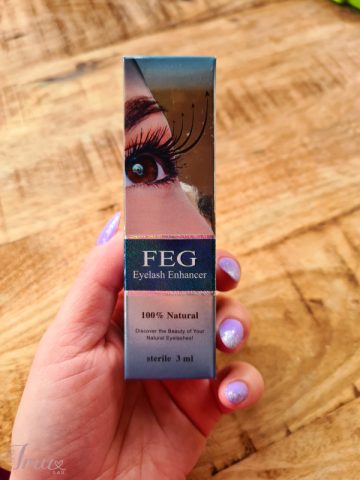 FEG
Eyelash Enhancer
100% Natural
Discover the Beauty of Your
Natural Eyelashes!
sterile 3 ml